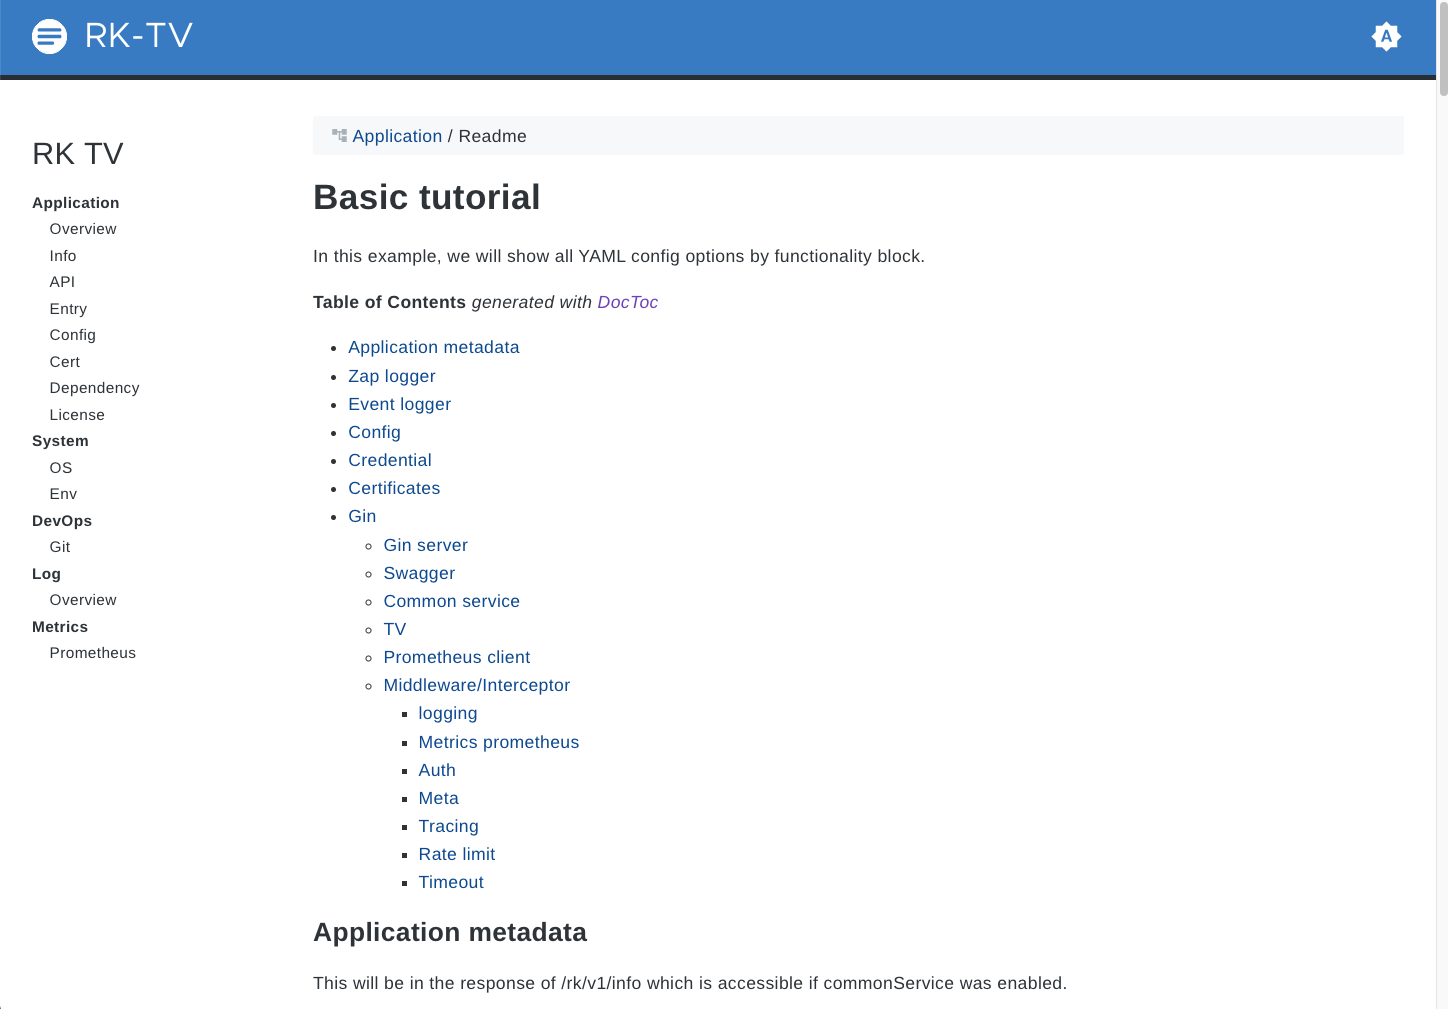 RK-TV
A
RK TV
Application
Overview
Info
API
Entry
Config
Cert
Dependency
License
System
OS
Env
DevOps
Git
Log
Overview
Metrics
Prometheus
Application / Readme
Basic tutorial
In this example, we will show all YAML config options by functionality block.
Table of Contents generated with DocToc
Application metadata
Zap logger
Event logger
Config
Credential
Certificates
Gin
Gin server
Swagger
Common service
TV
Prometheus client
Middleware/Interceptor
logging
Metrics prometheus
Auth
Meta
Tracing
Rate limit
Timeout
Application metadata
This will be in the response of /rk/v1/info which is accessible if commonService was enabled.